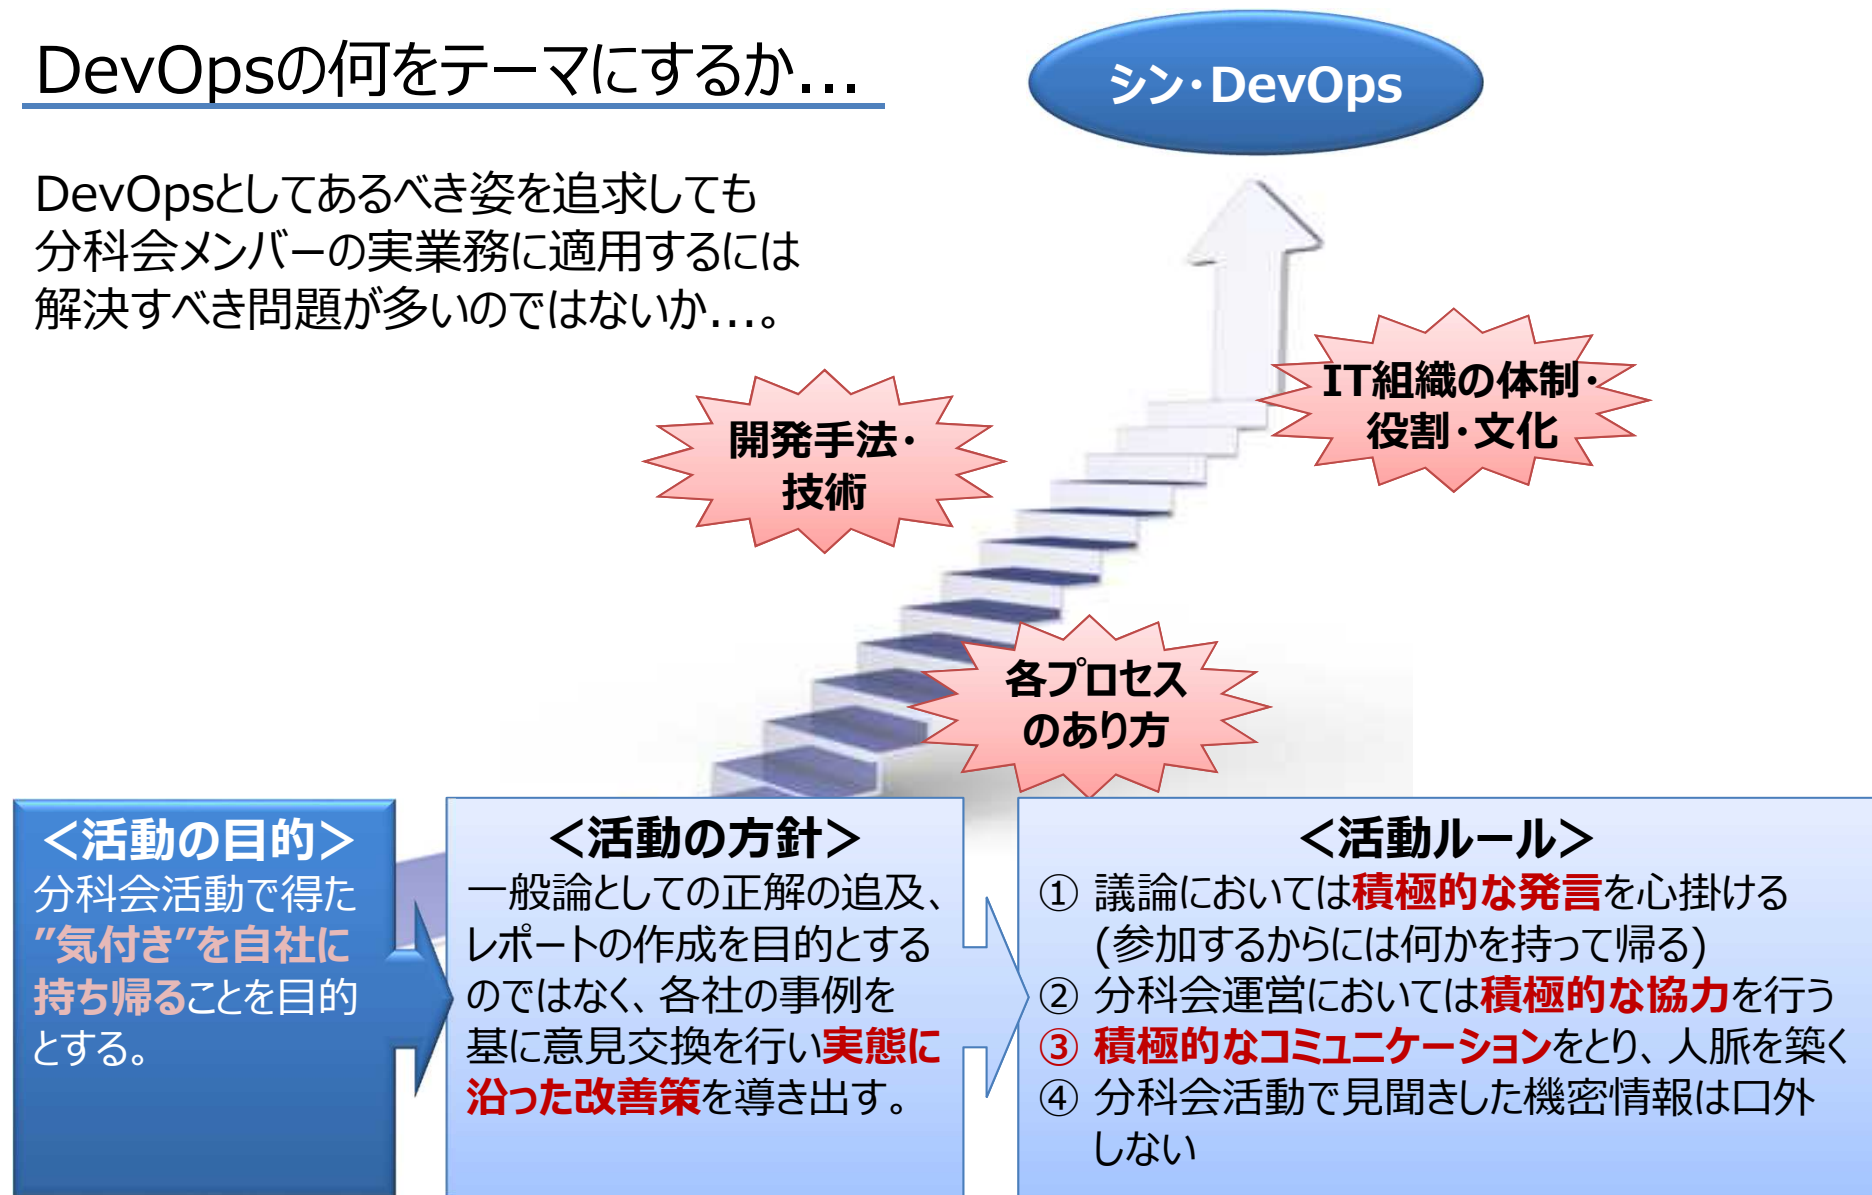 DevOpsの何をテーマにするか…
シン・DevOps
DevOpsとしてあるべき姿を追求しても
分科会メンバーの実業務に適用するには
解決すべき問題が多いのではないか…。
IT組織の体制・
役割・文化
開発手法・
技術
各プロセス
のあり方
＜活動の目的＞
分科会活動で得た
”気付き”を自社に
持ち帰ることを目的
とする。
＜活動の方針＞
一般論としての正解の追及、
レポートの作成を目的とする
のではなく、各社の事例を
基に意見交換を行い実態に
沿った改善策を導き出す。
＜活動ルール＞
① 議論においては積極的な発言を心掛ける
(参加するからには何かを持って帰る)
② 分科会運営においては積極的な協力を行う
③ 積極的なコミュニケーションをとり、人脈を築く
④ 分科会活動で見聞きした機密情報は口外
しない